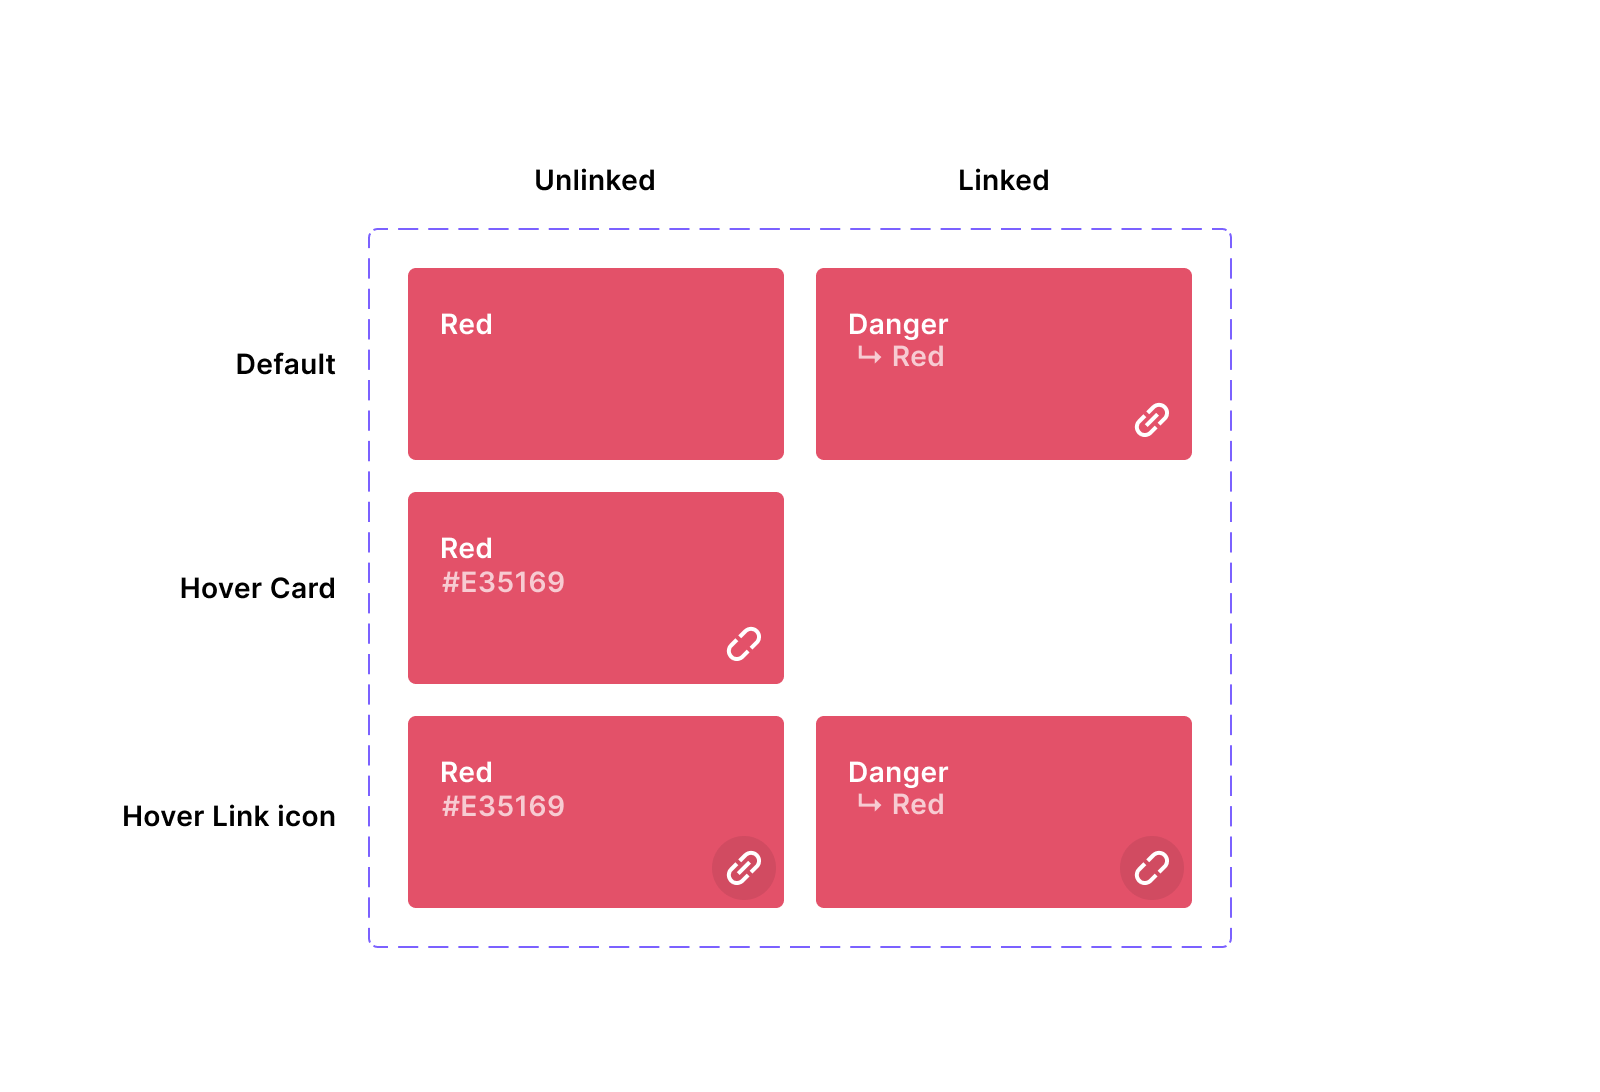 Unlinked
Linked
Default
Red
Danger
↳ Red
Hover Card
Red
#E35169
Hover Link icon
Red
#E35169
Danger
↳ Red